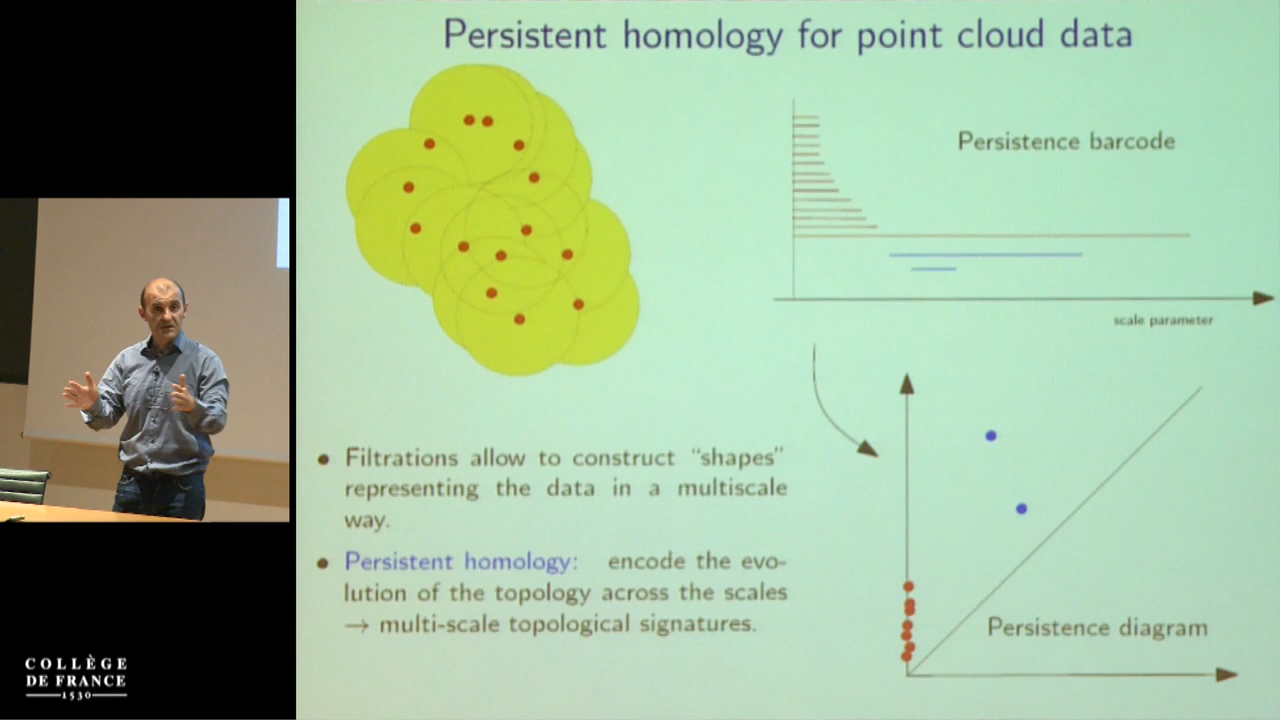 Persistent homology for point cloud data
Persistence barcode
scale parameter
• Filtrations allow to construct "shapes"
representing the data in a multiscale
way.
• Persistent homology: encode the evo-
lution of the topology across the scales
→ multi-scale topological signatures.
Persistence diagram
COLLÈGE
DE FRANCE
1530